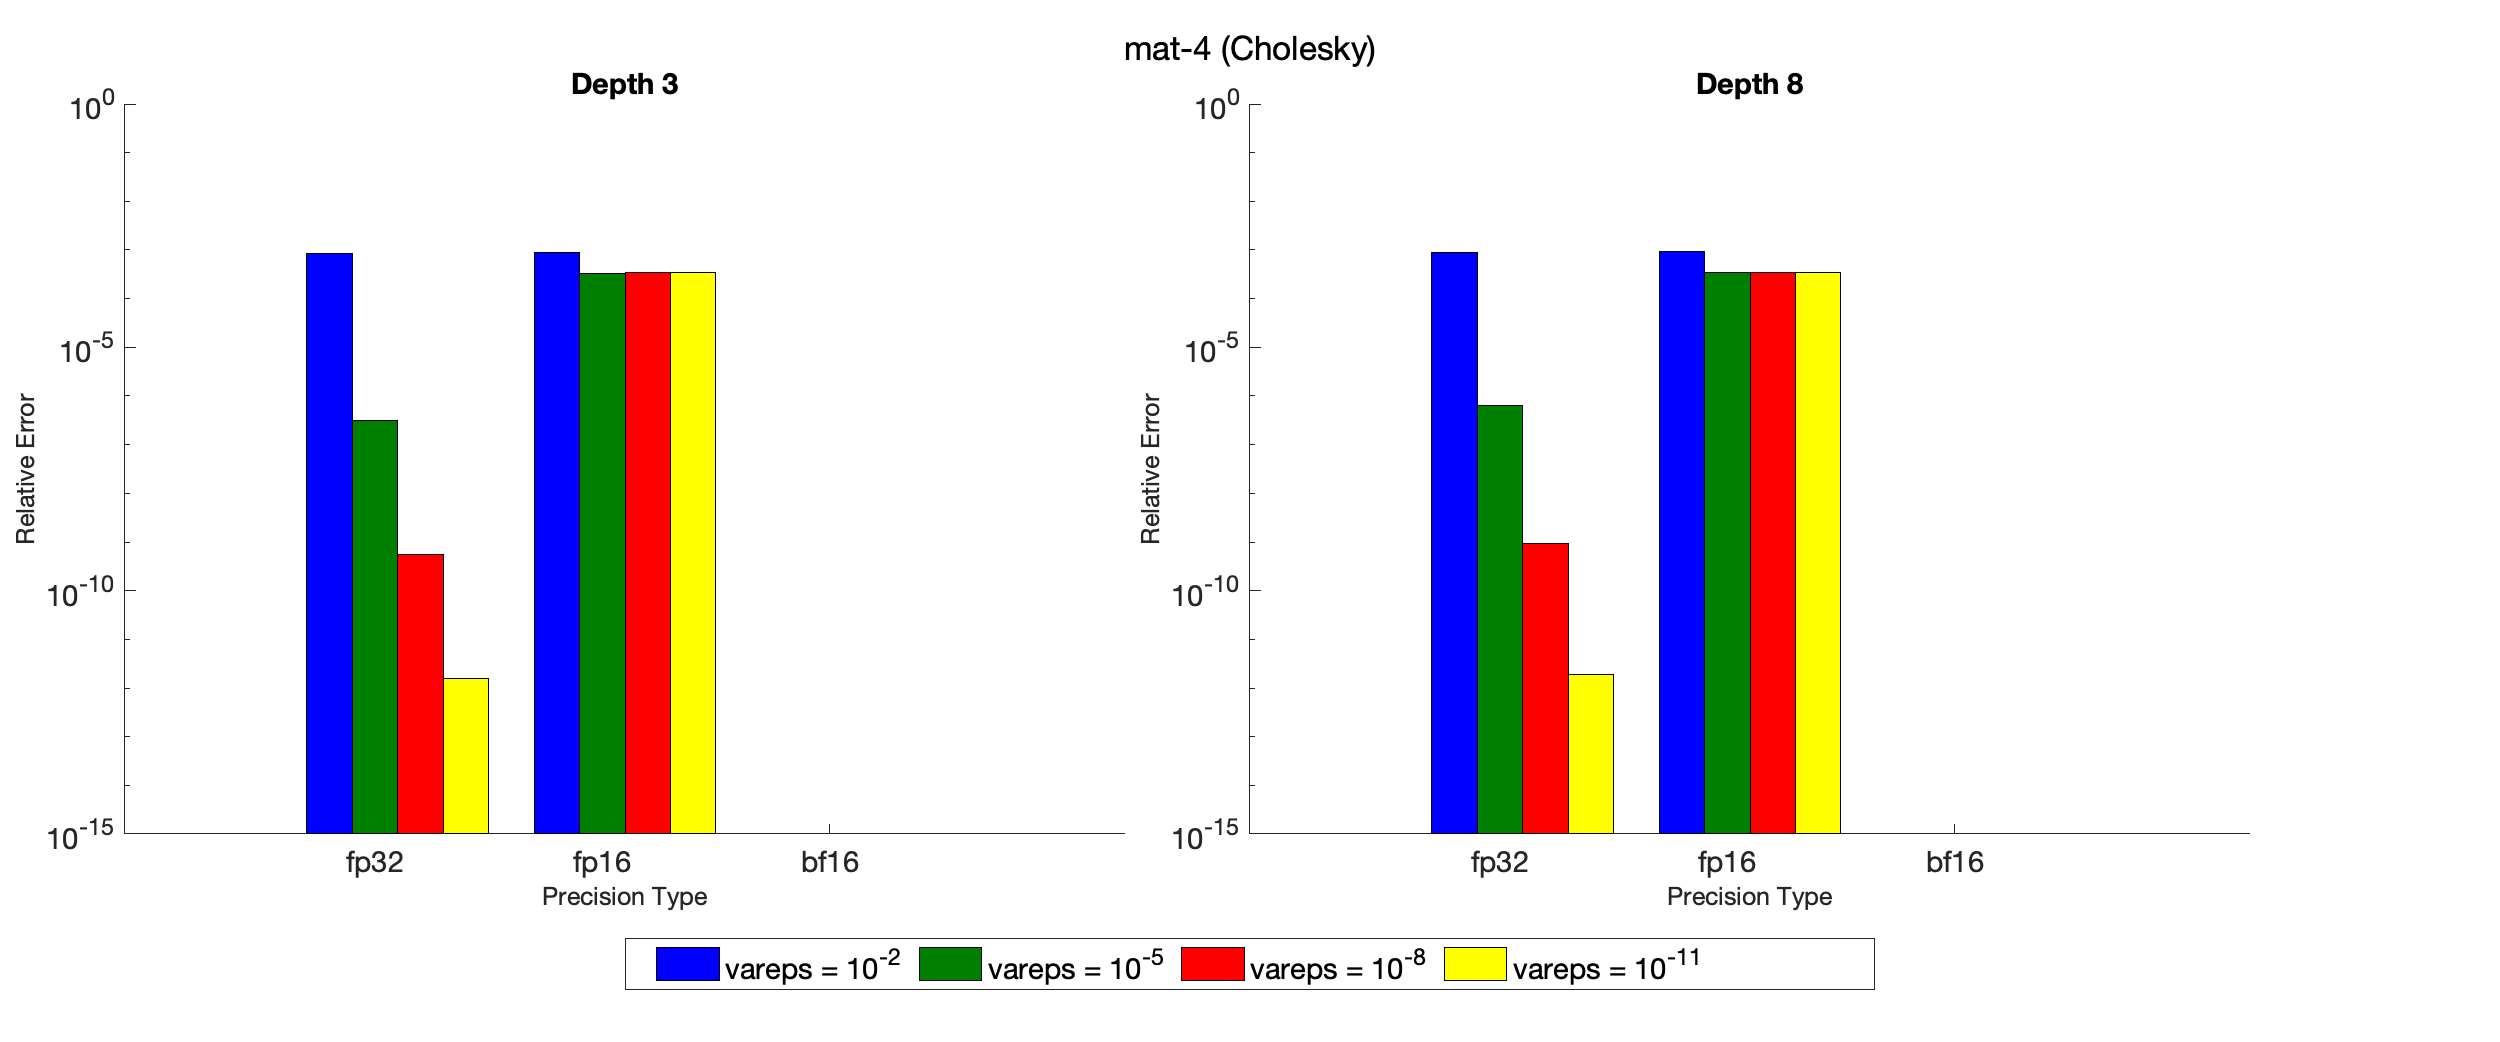 mat-4 (Cholesky)
Depth 3
10^0
10^-5
10^-10
10^-15
Relative Error
fp32 fp16 bf16
Precision Type
Depth 8
10^0
10^-5
10^-10
10^-15
Relative Error
fp32 fp16 bf16
Precision Type
vareps = 10^-2 vareps = 10^-5 vareps = 10^-8 vareps = 10^-11